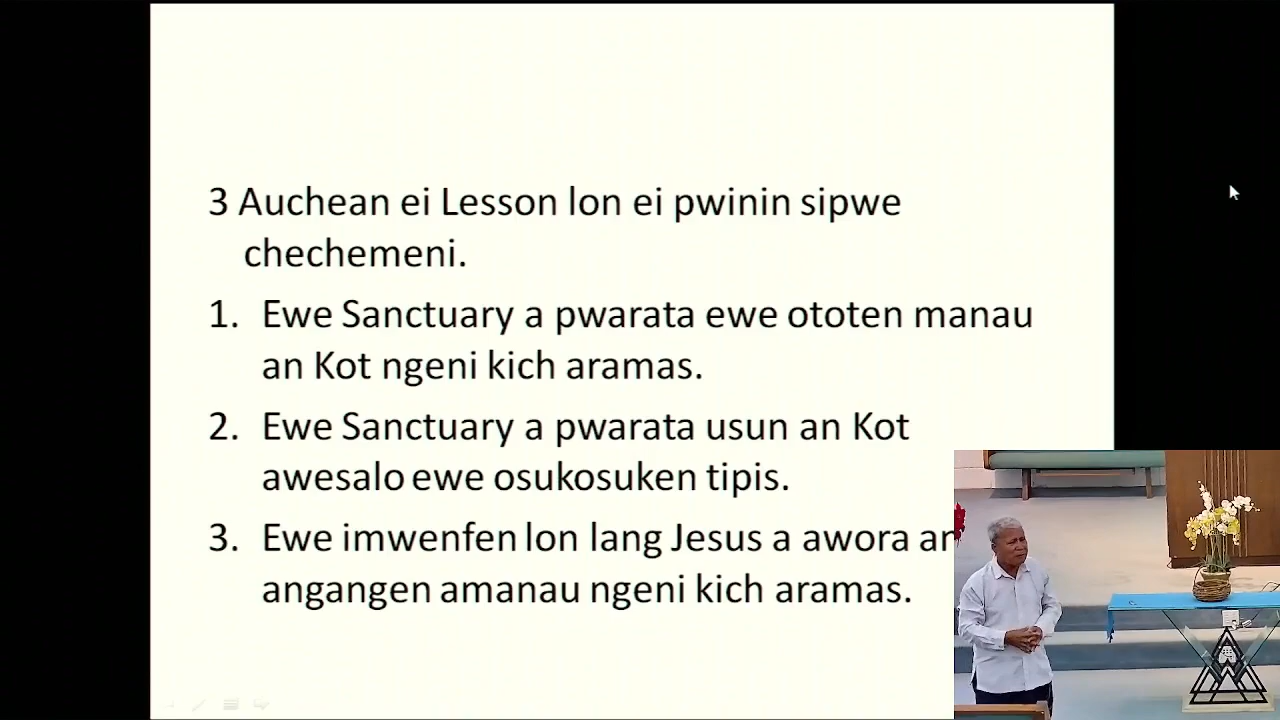 3 Auchean ei Lesson lon ei pwinin sipwe
chechemeni.
1. Ewe Sanctuary a pwarata ewe ototen manau
an Kot ngeni kich aramas.
2. Ewe Sanctuary a pwarata usun an Kot
awesalo ewe osukosuken tipis.
3. Ewe imwenfen lon lang Jesus a awora
angangen amanau ngeni kich aramas.